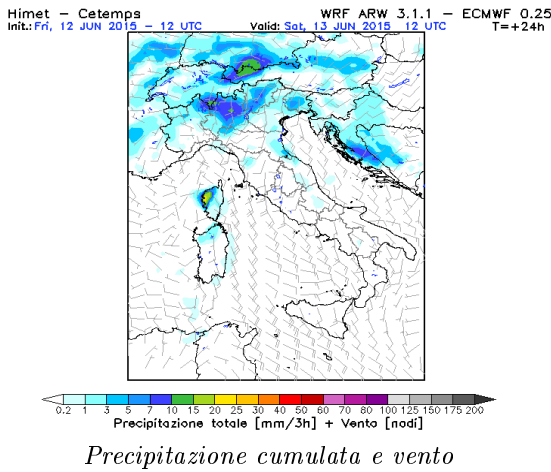 Himet - Cetemps WRF ARW 3.1.1 - ECMWF 0.25
Init.: Fri, 12 JUN 2015 - 12 UTC Valid: Sat, 13 JUN 2015 12 UTC T=+24h
0.2 1 3 5 7 10 15 20 25 30 40 50 60 70 80 100 125 150 175 200
Precipitazione totale [mm/3h] + Vento [nodi]
Precipitazione cumulata e vento